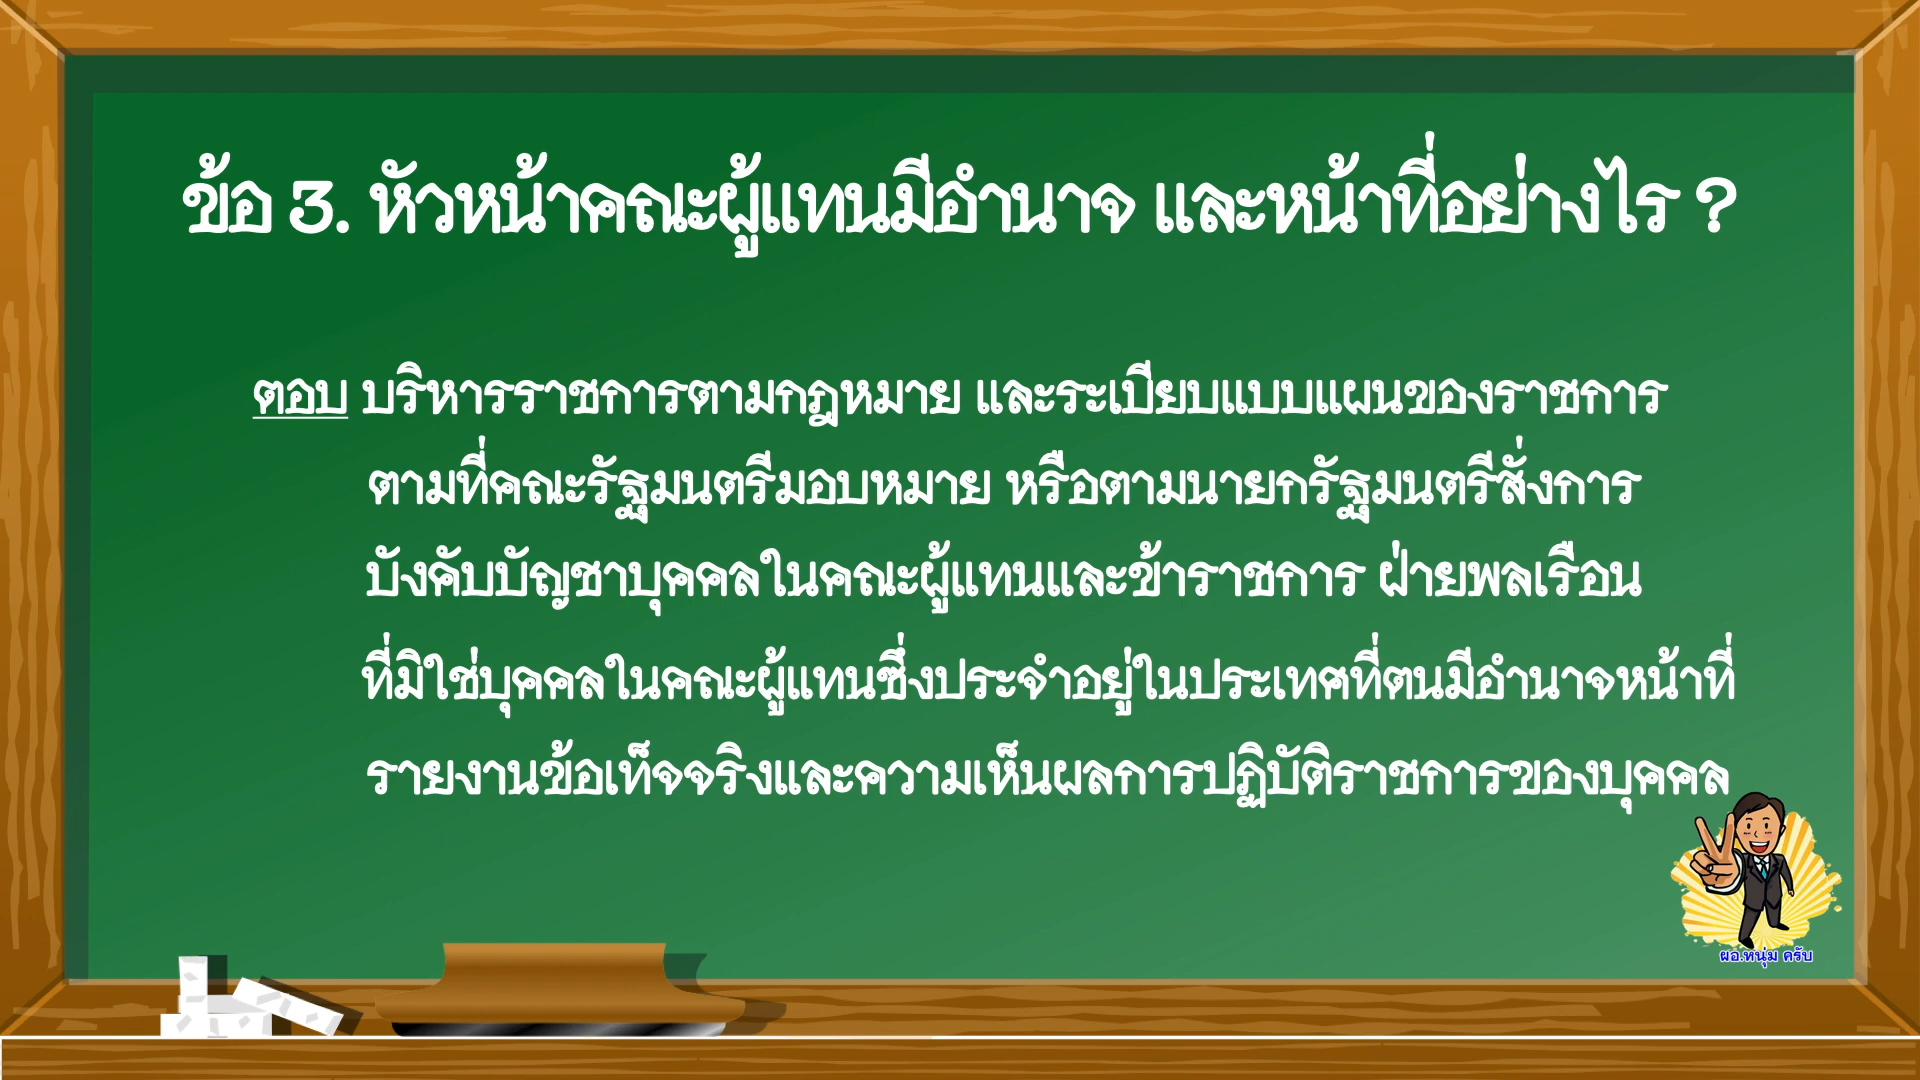 ข้อ 3. หัวหน้าคณะผู้แทนมีอำนาจ และหน้าที่อย่างไร ?
ตอบ บริหารราชการตามกฎหมาย และระเบียบแบบแผนของราชการ
ตามที่คณะรัฐมนตรีมอบหมาย หรือตามนายกรัฐมนตรีสั่งการ
บังคับบัญชาบุคคลในคณะผู้แทนและข้าราชการ ฝ่ายพลเรือน
ที่มิใช่บุคคลในคณะผู้แทนซึ่งประจำอยู่ในประเทศที่ตนมีอำนาจหน้าที่
รายงานข้อเท็จจริงและความเห็นผลการปฏิบัติราชการของบุคคล
ผอ.หนุ่ม ครับ